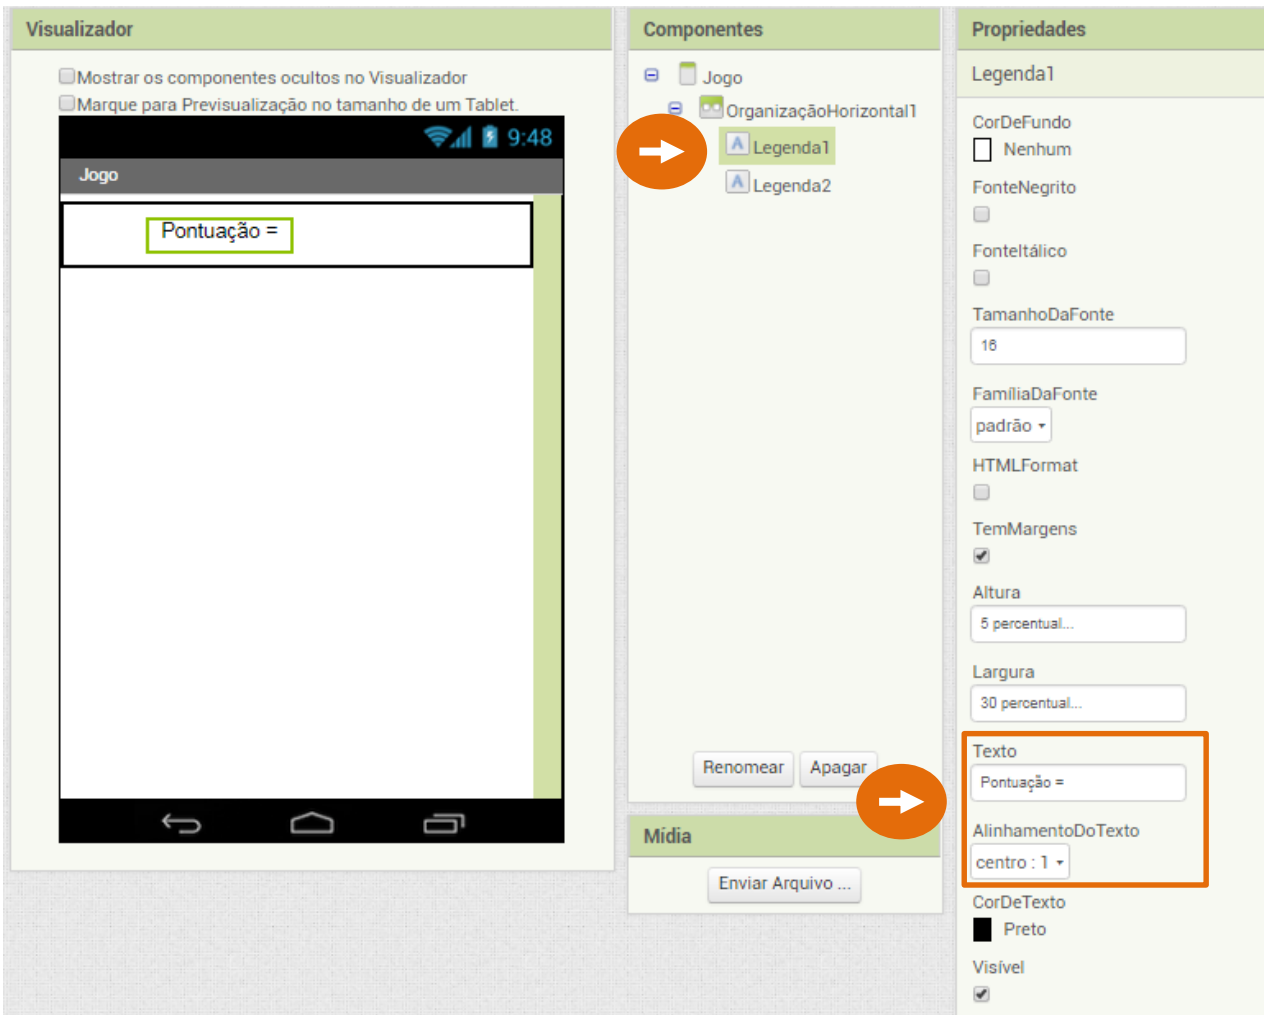 Visualizador
Mostrar os componentes ocultos no Visualizador
Marque para Previsualização no tamanho de um Tablet.
9:48
Jogo
Pontuação =
Componentes
Jogo
OrganizaçãoHorizontal1
A Legenda1
A Legenda2
Renomear Apagar
Mídia
Enviar Arquivo ...
Propriedades
Legenda1
CorDeFundo
Nenhum
FonteNegrito
FonteItálico
TamanhoDaFonte
16
FamíliaDaFonte
padrão
HTMLFormat
TemMargens
Altura
5 percentual...
Largura
30 percentual...
Texto
Pontuação =
AlinhamentoDoTexto
centro : 1
CorDeTexto
Preto
Visível